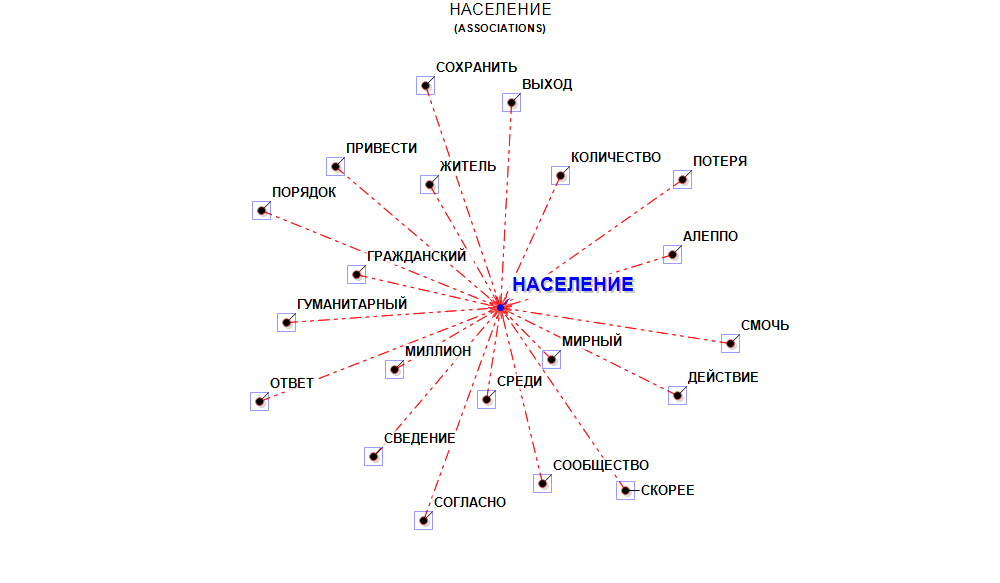 НАСЕЛЕНИЕ
(ASSOCIATIONS)
СОХРАНИТЬ
ВЫХОД
ПРИВЕСТИ
ЖИТЕЛЬ
КОЛИЧЕСТВО
ПОТЕРЯ
ПОРЯДОК
АЛЕППО
ГРАЖДАНСКИЙ
НАСЕЛЕНИЕ
ГУМАНИТАРНЫЙ
СМОЧЬ
МИРНЫЙ
МИЛЛИОН
ДЕЙСТВИЕ
ОТВЕТ
СРЕДИ
СВЕДЕНИЕ
СООБЩЕСТВО
СКОРЕЕ
СОГЛАСНО